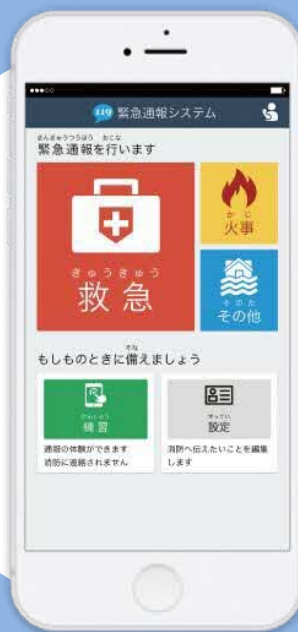 119 緊急通報システム
きんきゅうつうほう おこな
緊急通報を行います
きゅうきゅう
救急
かじ
火事
そのた
その他
そな
もしものときに備えましょう
れんしゅう
練習
通報の体験ができます
消防に連絡されません
せってい
設定
消防へ伝えたいことを編集
します